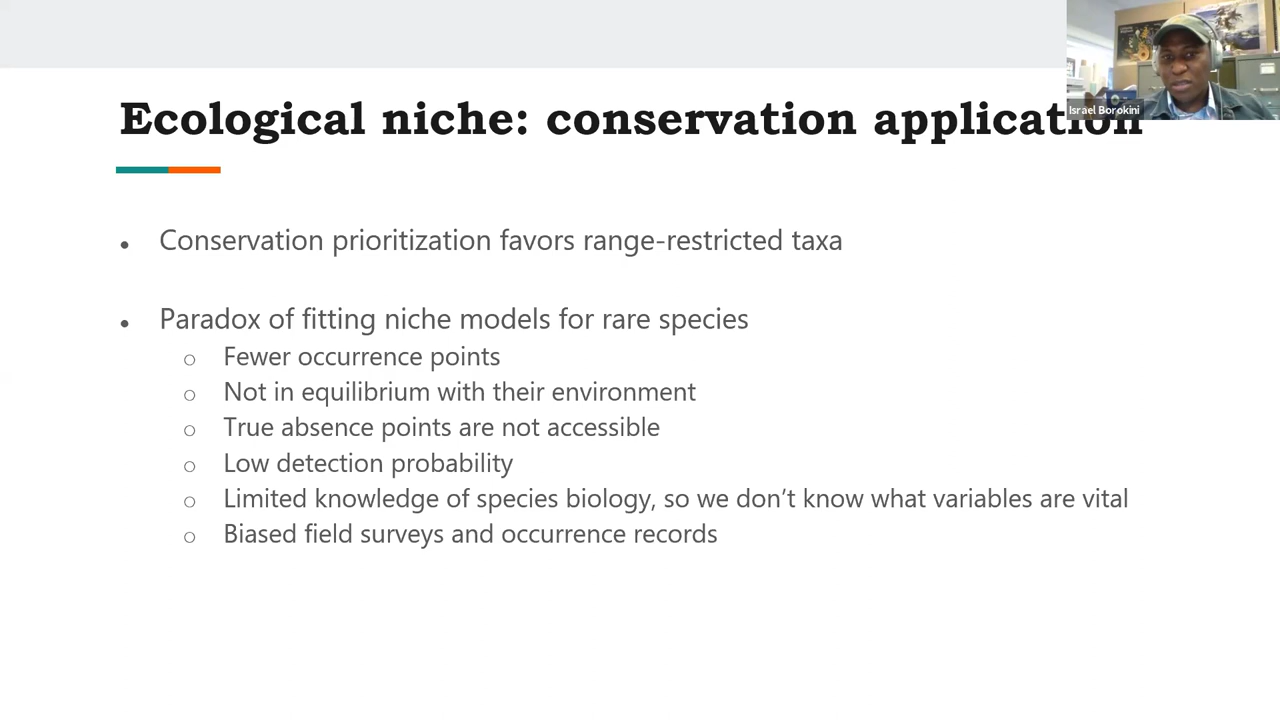 Ecological niche: conservation application
Israel Borokini
• Conservation prioritization favors range-restricted taxa
• Paradox of fitting niche models for rare species
○ Fewer occurrence points
○ Not in equilibrium with their environment
○ True absence points are not accessible
○ Low detection probability
○ Limited knowledge of species biology, so we don’t know what variables are vital
○ Biased field surveys and occurrence records